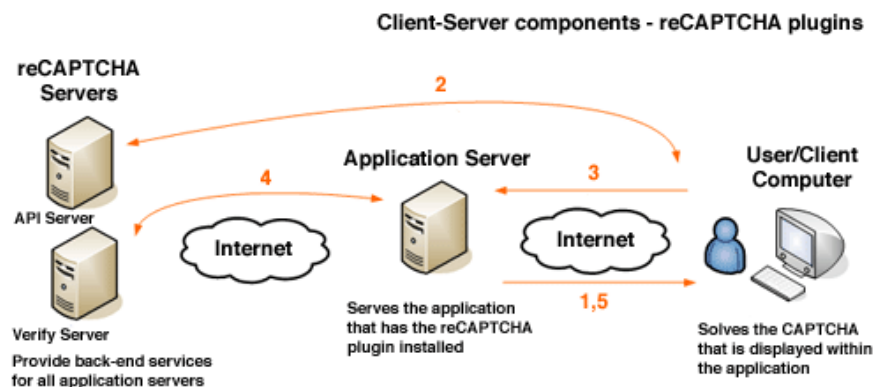 Client-Server components - reCAPTCHA plugins
reCAPTCHA
Servers
2
Application Server
User/Client
Computer
4
3
API Server
Internet
Internet
1,5
Verify Server
Serves the application
that has the reCAPTCHA
plugin installed
Solves the CAPTCHA
that is displayed within
the application
Provide back-end services
for all application servers